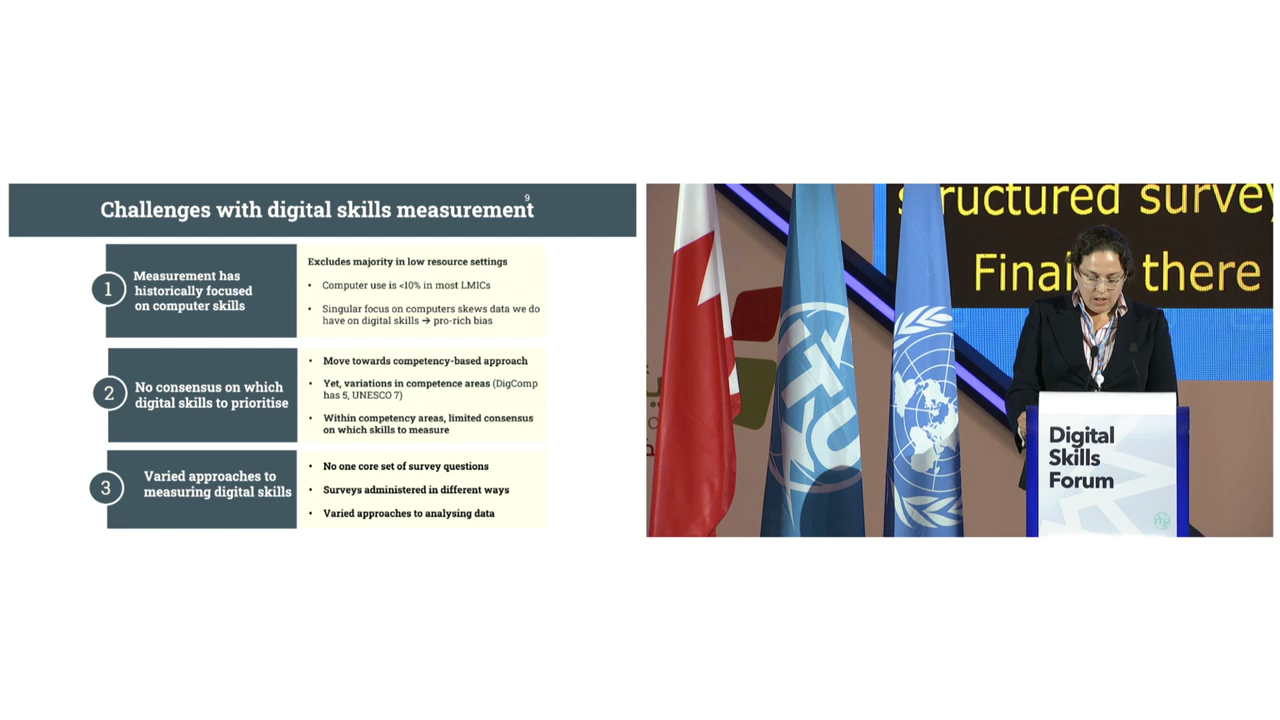 9
Challenges with digital skills measurement
1
Measurement has
historically focused
on computer skills
Excludes majority in low resource settings
• Computer use is <10% in most LMICs
• Singular focus on computers skews data we do
have on digital skills → pro-rich bias
2
No consensus on which
digital skills to prioritise
• Move towards competency-based approach
• Yet, variations in competence areas (DigComp
has 5, UNESCO 7)
• Within competency areas, limited consensus
on which skills to measure
3
Varied approaches to
measuring digital skills
• No one core set of survey questions
• Surveys administered in different ways
• Varied approaches to analysing data
structured survey
there
ITU
Digital
Skills
Forum